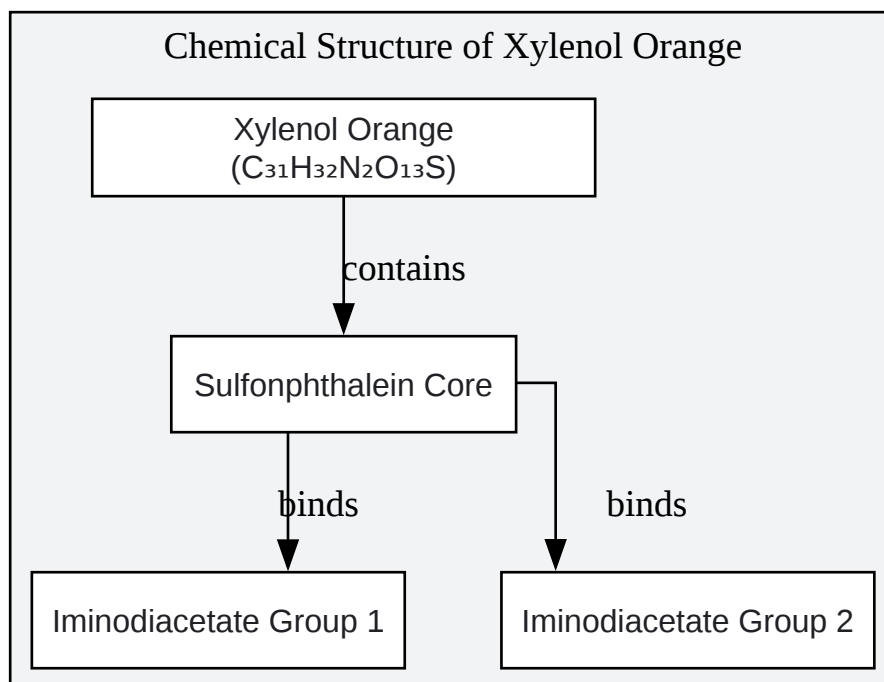 Chemical Structure of Xylenol Orange
Xylenol Orange
(C₃₁H₃₂N₂O₁₃S)
contains
Sulfonphthalein Core
binds
binds
Iminodiacetate Group 1
Iminodiacetate Group 2